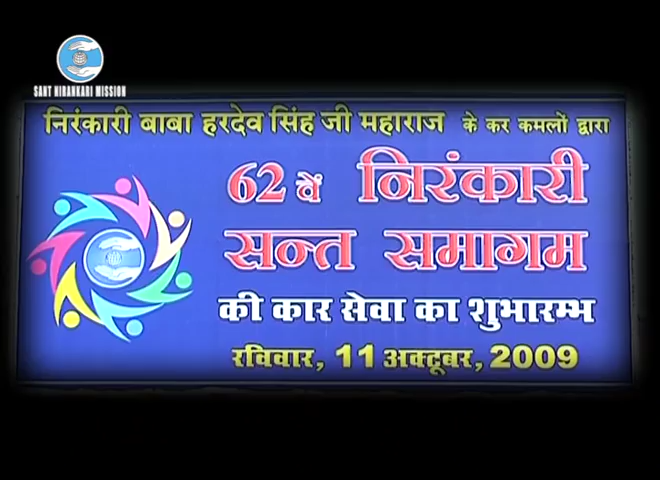 SANT NIRANKARI MISSION
निरंकारी बाबा हरदेव सिंह जी महाराज के कर कमलों द्वारा
62 वें निरंकारी
सन्त समागम
की कार सेवा का शुभारम्भ
रविवार, 11 अक्टूबर, 2009